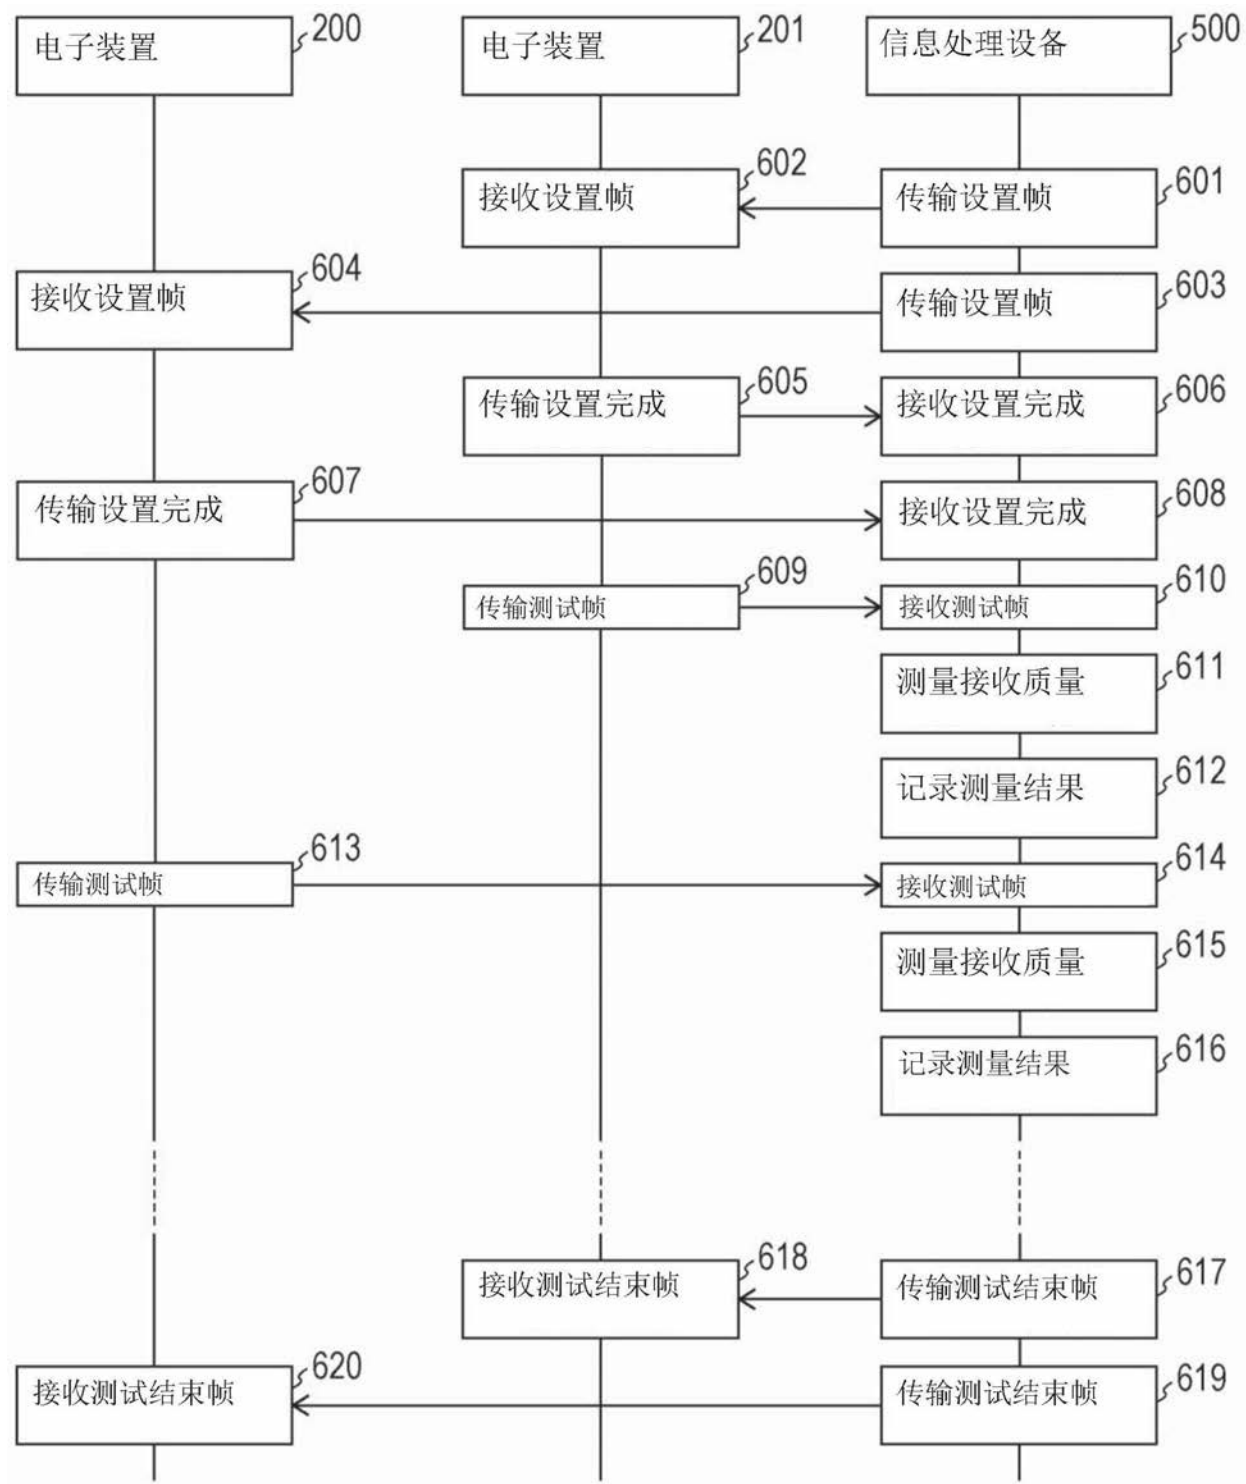 电子装置 200
电子装置 201
信息处理设备 500
接收设置帧 602
传输设置帧 601
接收设置帧 604
传输设置帧 603
传输设置完成 605
接收设置完成 606
传输设置完成 607
接收设置完成 608
传输测试帧 609
接收测试帧 610
测量接收质量 611
记录测量结果 612
传输测试帧 613
接收测试帧 614
测量接收质量 615
记录测量结果 616
接收测试结束帧 618
传输测试结束帧 617
接收测试结束帧 620
传输测试结束帧 619